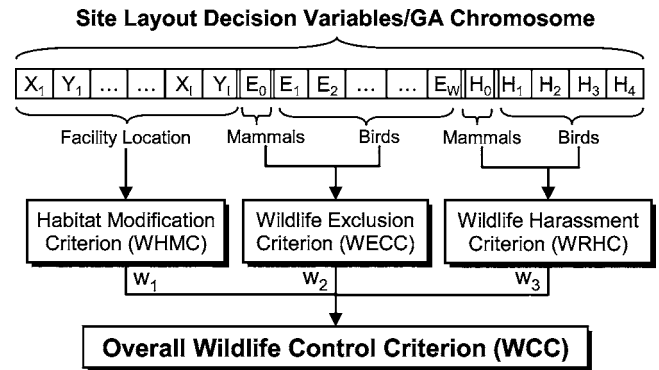 Site Layout Decision Variables/GA Chromosome
X1 Y1 ... ... XI YI E0 E1 E2 ... ... EW H0 H1 H2 H3 H4
Facility Location Mammals Birds Mammals Birds
Habitat Modification Criterion (WHMC)
Wildlife Exclusion Criterion (WECC)
Wildlife Harassment Criterion (WRHC)
w1 w2 w3
Overall Wildlife Control Criterion (WCC)